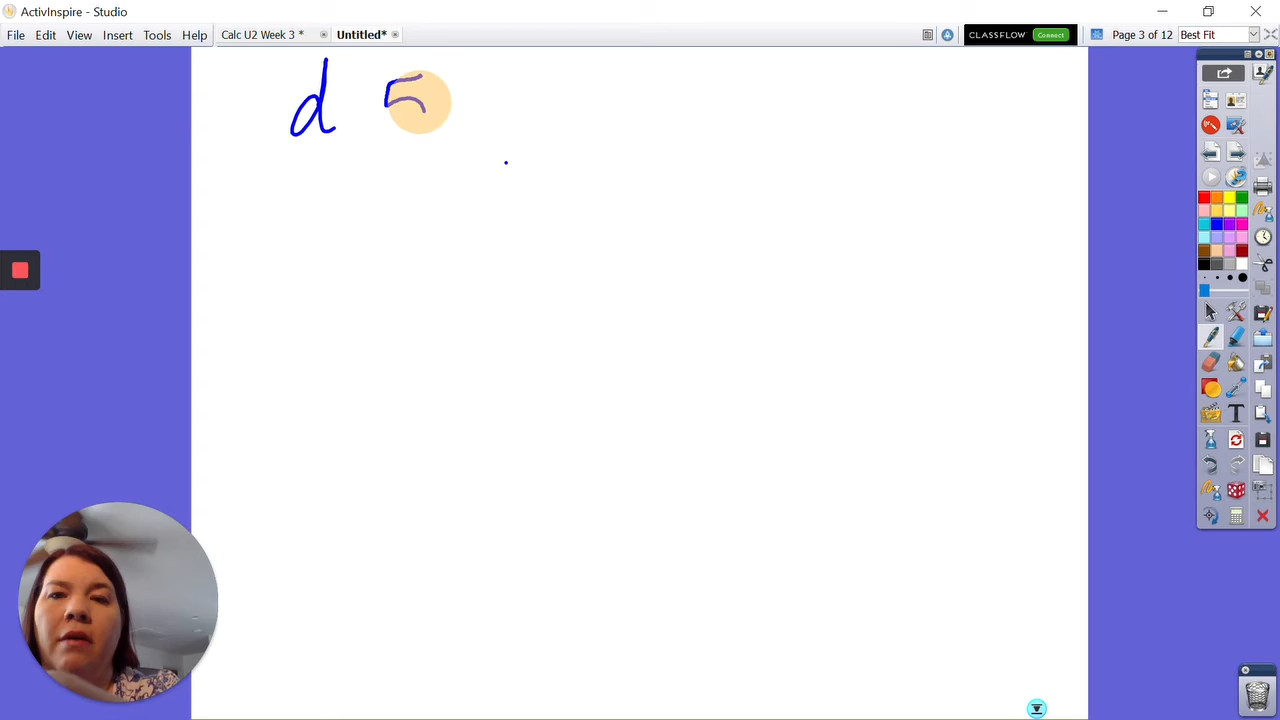 ActivInspire - Studio
File Edit View Insert Tools Help Calc U2 Week 3 * Untitled* CLASSFLOW Connect Page 3 of 12 Best Fit
d 5
T